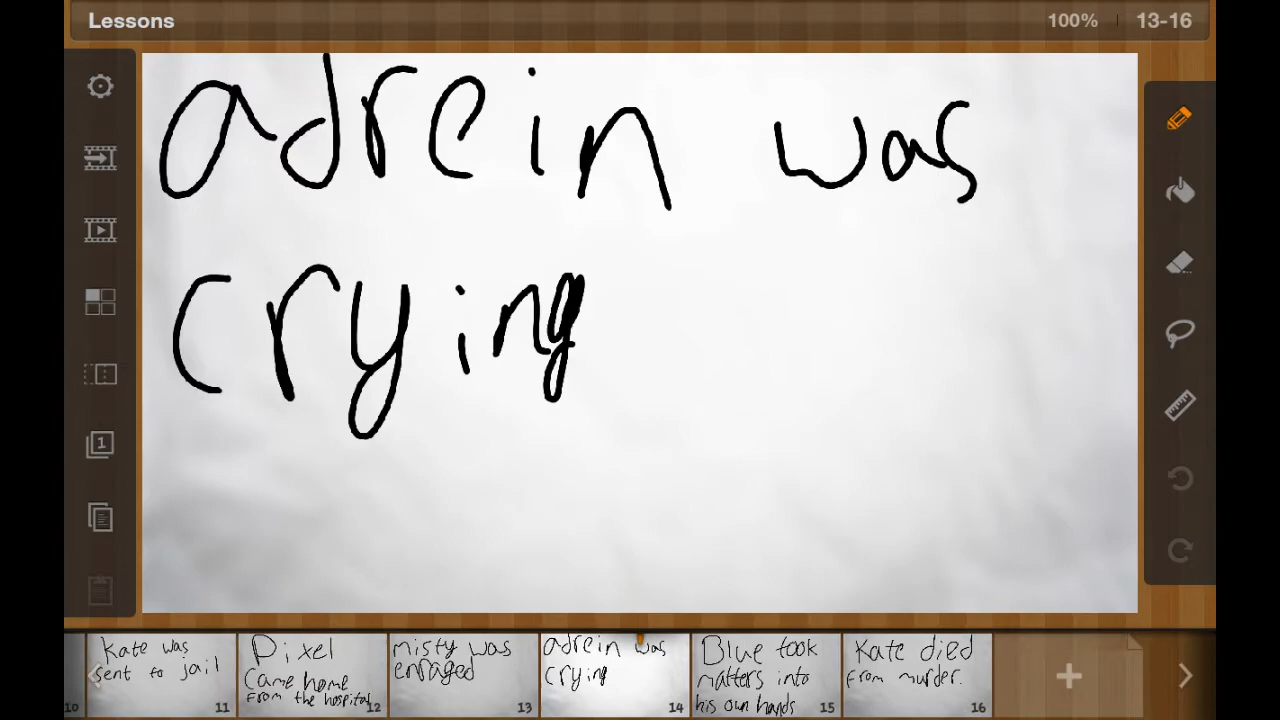 Lessons
100% | 13-16
adrein was
crying
1
Kate was
sent to jail
Pixel
Came home
From the hospital
misty was
enraged
adrein was
crying
Blue took
matters into
his own hands
Kate died
From murder.
10
11
12
13
14
15
16